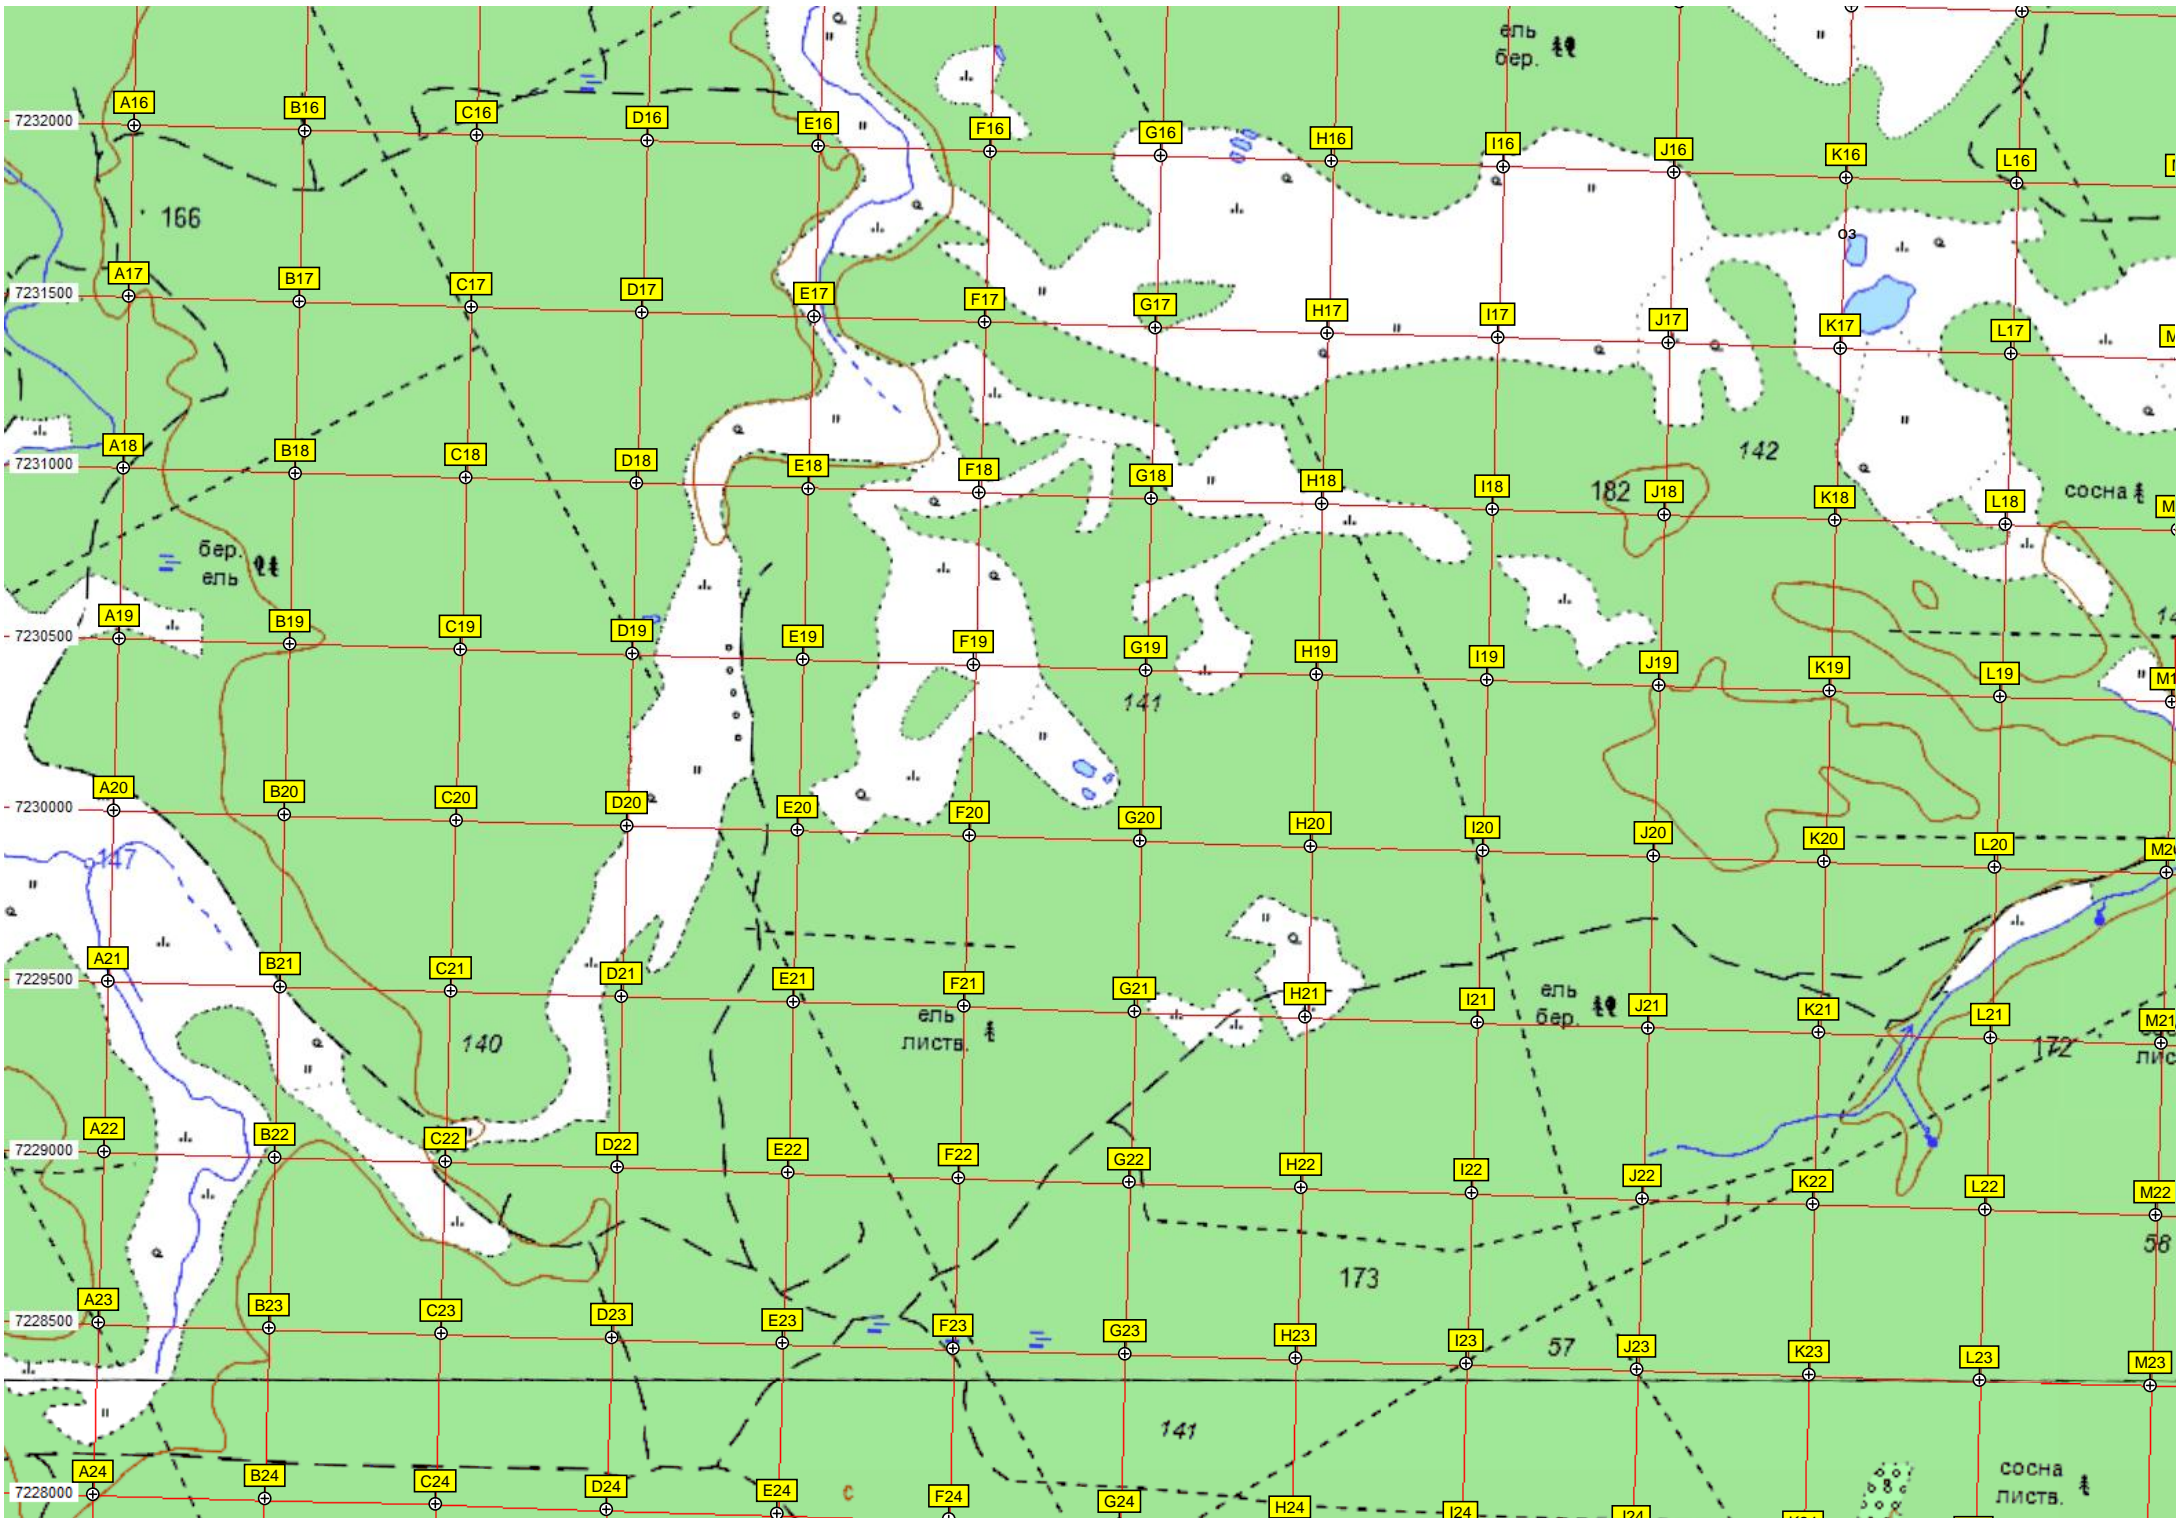 ель
бер.
A16 B16 C16 D16 E16 F16 G16 H16 I16 J16 K16 L16
7232000
166
оз
A17 B17 C17 D17 E17 F17 G17 H17 I17 J17 K17 L17
7231500
142
A18 B18 C18 D18 E18 F18 G18 H18 I18 J18 K18 L18
7231000
182
сосна
бер.
ель
A19 B19 C19 D19 E19 F19 G19 H19 I19 J19 K19 L19
7230500
141
A20 B20 C20 D20 E20 F20 G20 H20 I20 J20 K20 L20
7230000
147
A21 B21 C21 D21 E21 F21 G21 H21 I21 J21 K21 L21 M21
7229500
ель
листв.
ель
бер.
140
172
A22 B22 C22 D22 E22 F22 G22 H22 I22 J22 K22 L22 M22
7229000
58
173
A23 B23 C23 D23 E23 F23 G23 H23 I23 J23 K23 L23 M23
7228500
57
141
A24 B24 C24 D24 E24 F24 G24 H24 I24
7228000
с
8
сосна
листв.